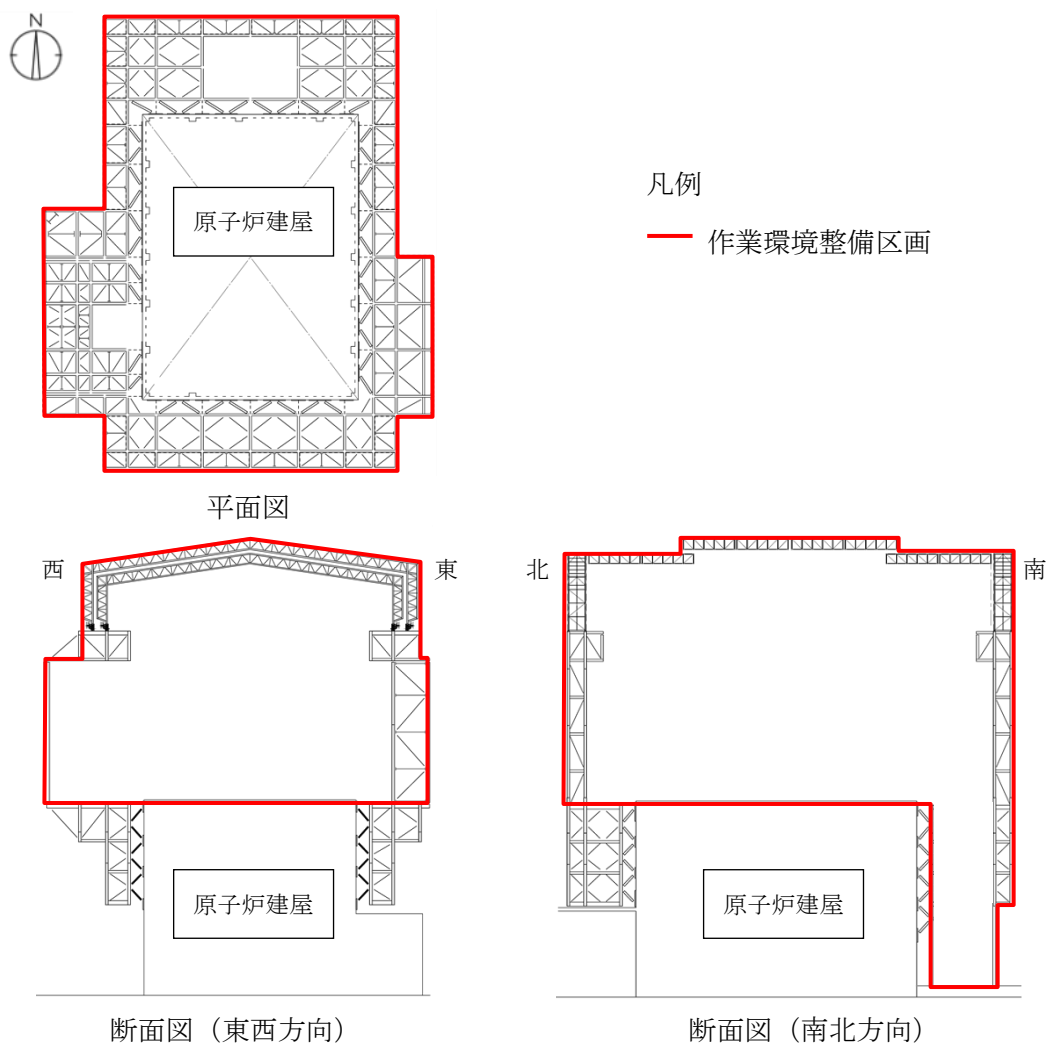 N
原子炉建屋
凡例
作業環境整備区画
平面図
西
東
原子炉建屋
断面図（東西方向）
北
南
原子炉建屋
断面図（南北方向）